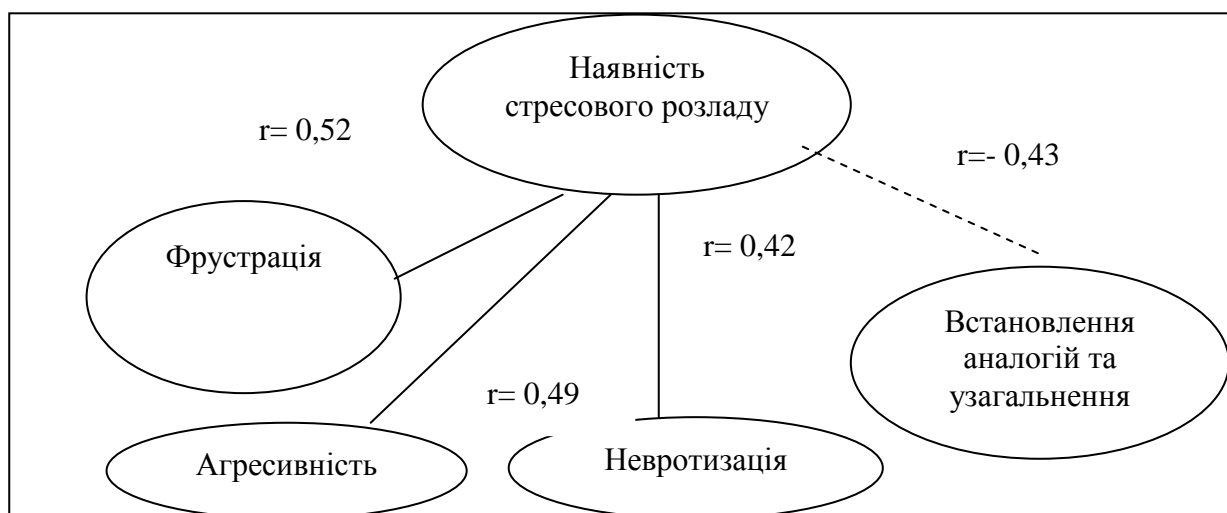 Наявність
стресового розладу
r= 0,52
r=- 0,43
Фрустрація
r= 0,42
Встановлення
аналогій та
узагальнення
r= 0,49
Агресивність
Невротизація